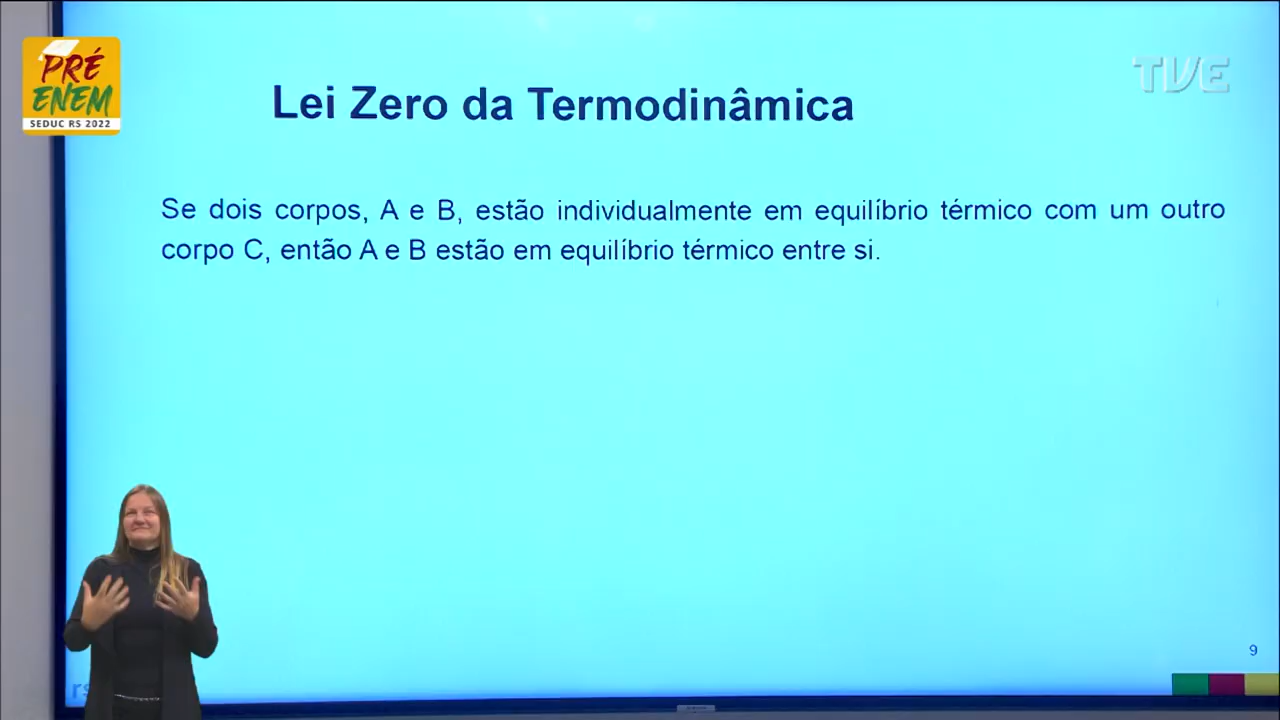 PRÉ
ENEM
SEDUC RS 2022
TVE
Lei Zero da Termodinâmica
Se dois corpos, A e B, estão individualmente em equilíbrio térmico com um outro
corpo C, então A e B estão em equilíbrio térmico entre si.
9